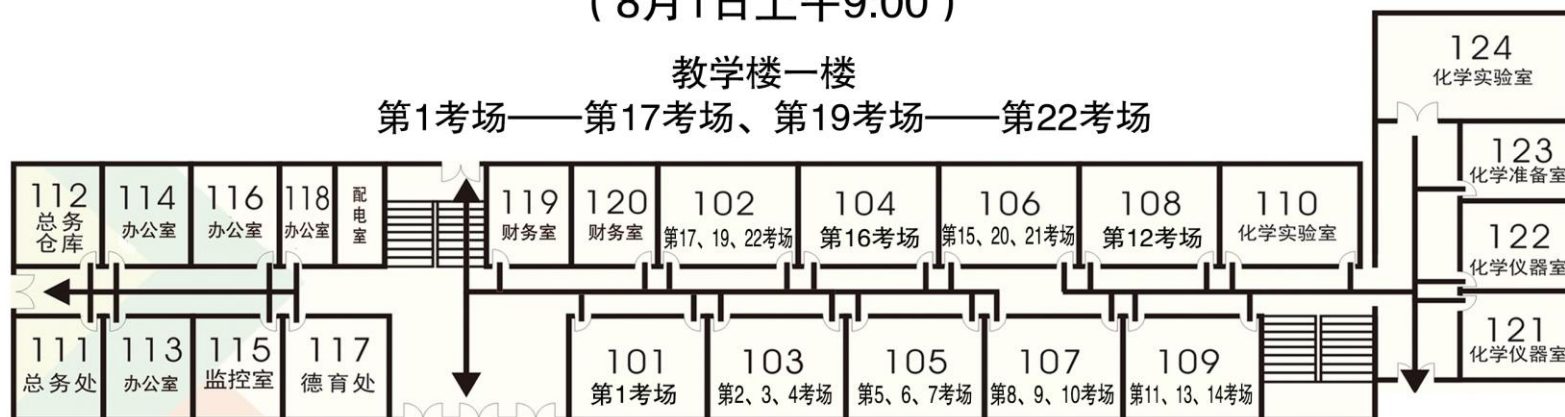 （8月1日上午9:00）
教学楼一楼
第1考场——第17考场、第19考场——第22考场
124
化学实验室
123
化学准备室
122
化学仪器室
121
化学仪器室
112
总务
仓库
114
办公室
116
办公室
118
办公室
配电室
119
财务室
120
财务室
102
第17、19、22考场
104
第16考场
106
第15、20、21考场
108
第12考场
110
化学实验室
111
总务处
113
办公室
115
监控室
117
德育处
101
第1考场
103
第2、3、4考场
105
第5、6、7考场
107
第8、9、10考场
109
第11、13、14考场